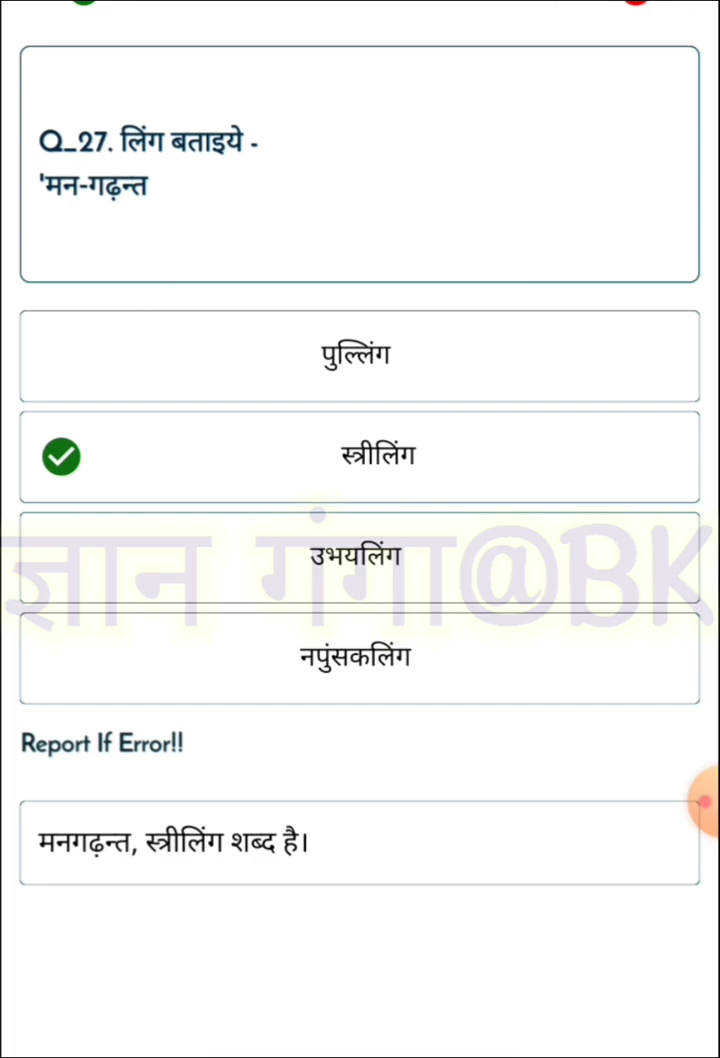 Q_27. लिंग बताइये -
'मन-गढ़न्त
पुल्लिंग
स्त्रीलिंग
उभयलिंग
ज्ञान गंगा@BK
नपुंसकलिंग
Report If Error!!
मनगढ़न्त, स्त्रीलिंग शब्द है।